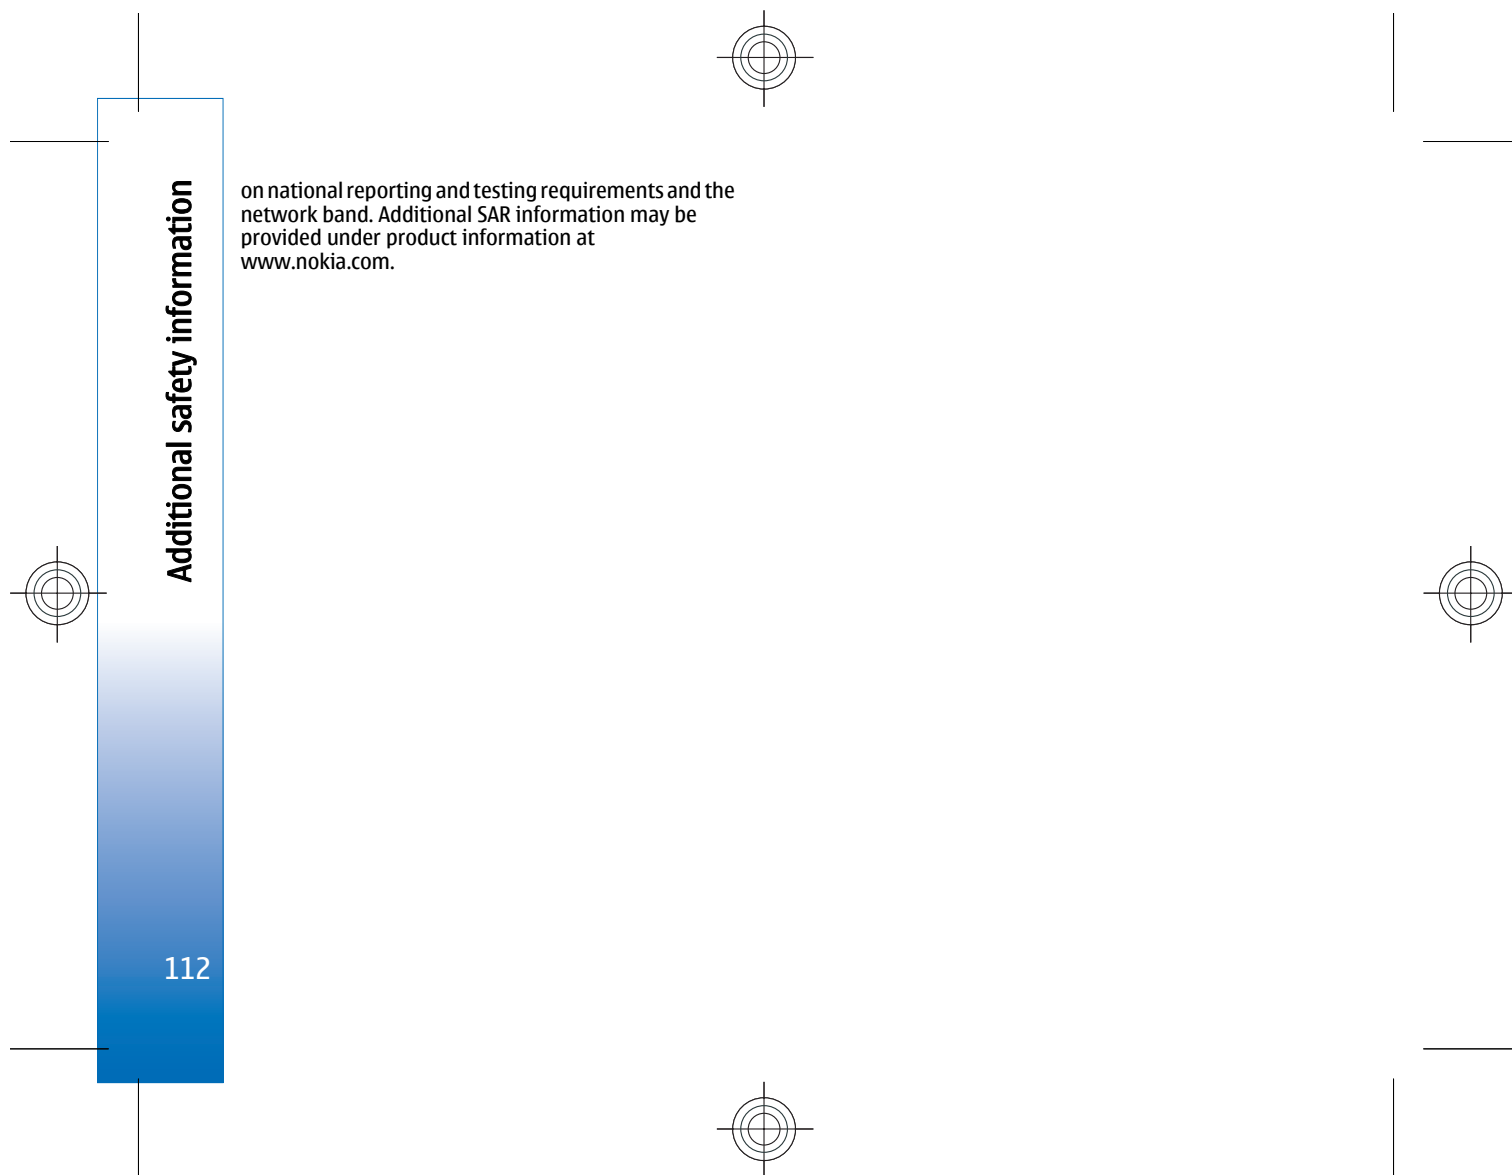 Additional safety information
on national reporting and testing requirements and the
network band. Additional SAR information may be
provided under product information at
www.nokia.com.
112